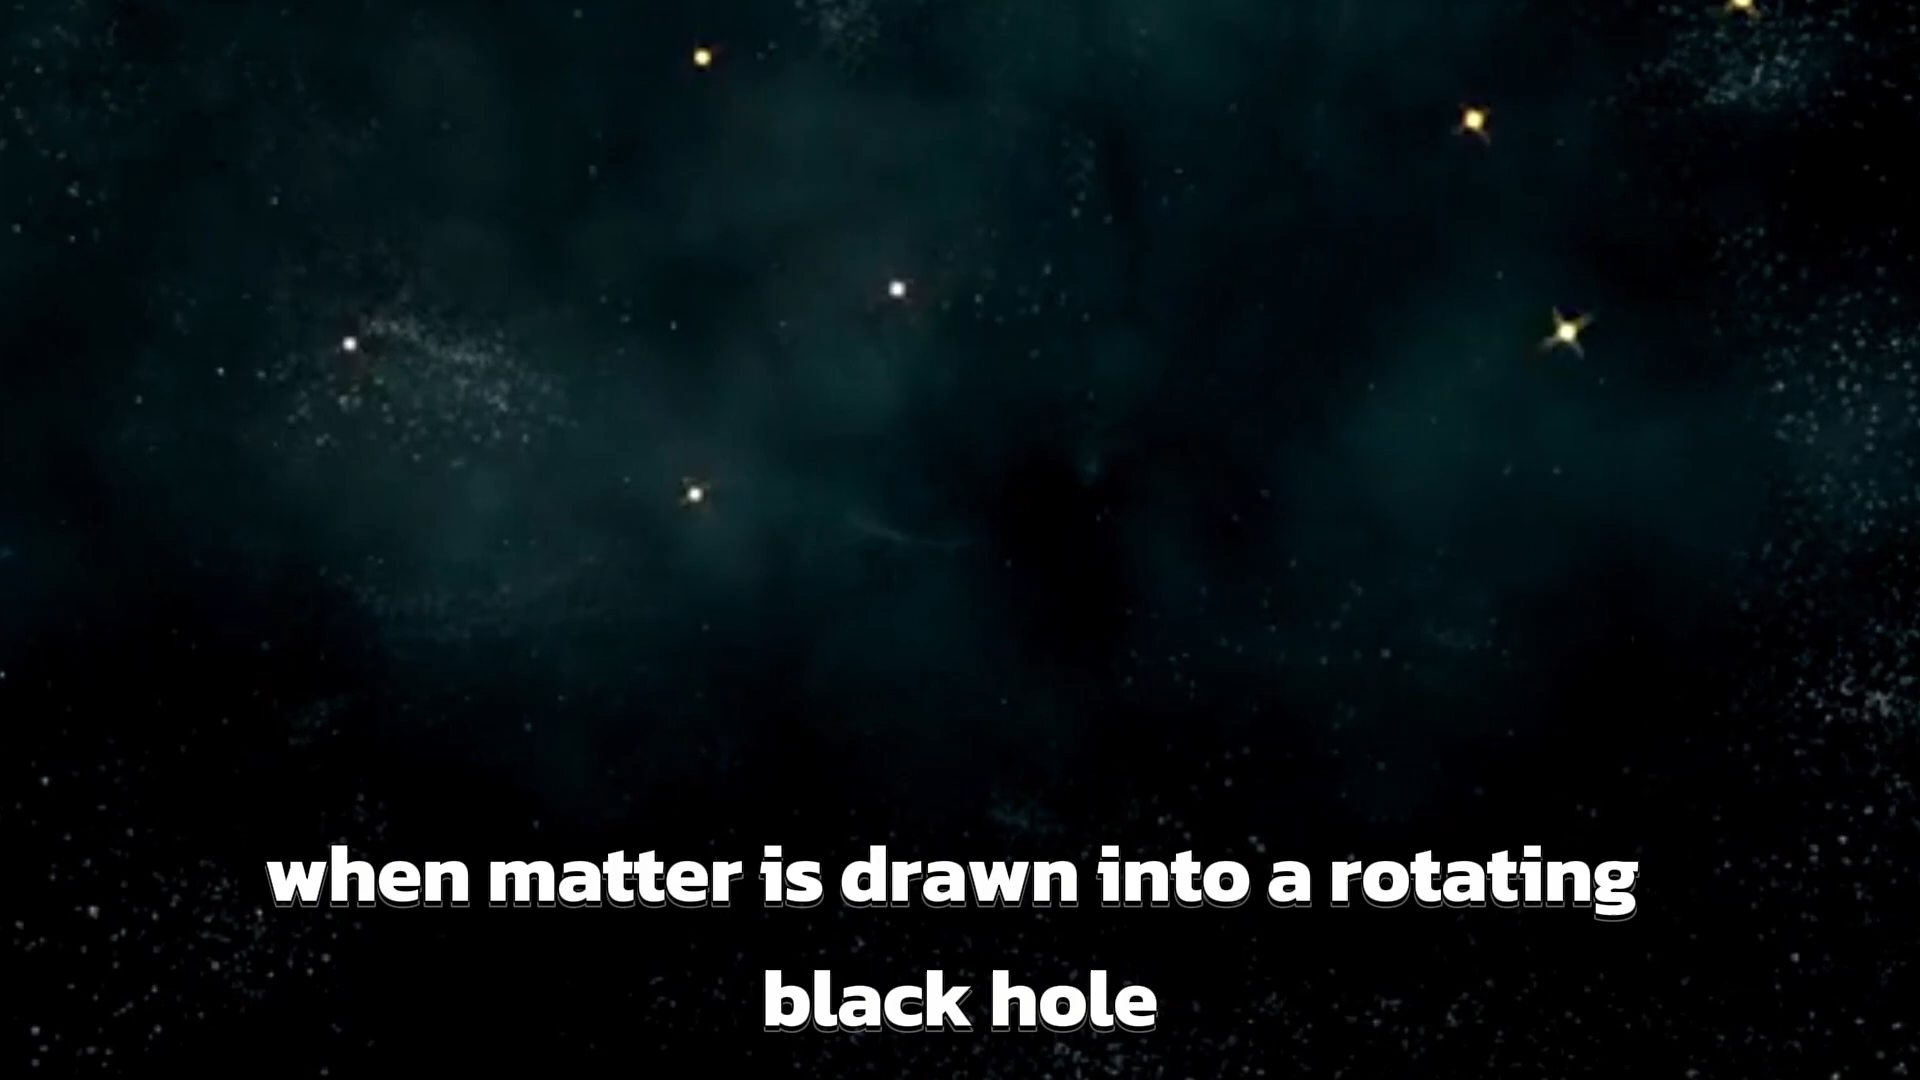 when matter is drawn into a rotating
black hole